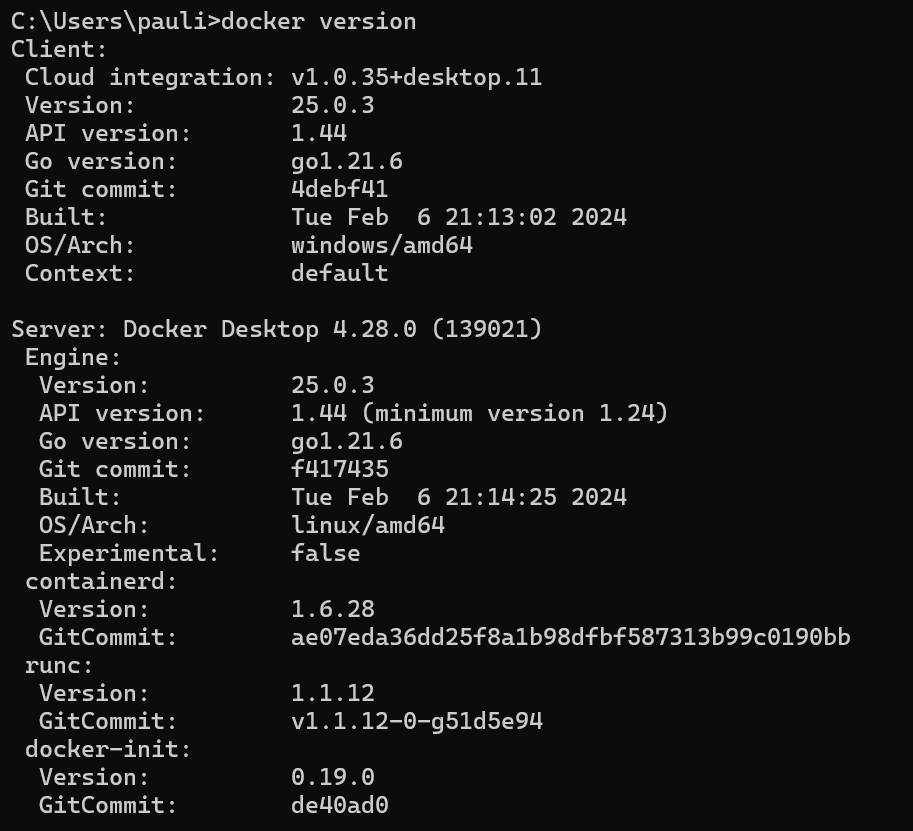 C:\Users\pauli>docker version
Client:
 Cloud integration: v1.0.35+desktop.11
 Version:           25.0.3
 API version:       1.44
 Go version:        go1.21.6
 Git commit:        4debf41
 Built:             Tue Feb  6 21:13:02 2024
 OS/Arch:           windows/amd64
 Context:           default

Server: Docker Desktop 4.28.0 (139021)
 Engine:
  Version:          25.0.3
  API version:      1.44 (minimum version 1.24)
  Go version:       go1.21.6
  Git commit:       f417435
  Built:            Tue Feb  6 21:14:25 2024
  OS/Arch:          linux/amd64
  Experimental:     false
 containerd:
  Version:          1.6.28
  GitCommit:        ae07eda36dd25f8a1b98dfbf587313b99c0190bb
 runc:
  Version:          1.1.12
  GitCommit:        v1.1.12-0-g51d5e94
 docker-init:
  Version:          0.19.0
  GitCommit:        de40ad0